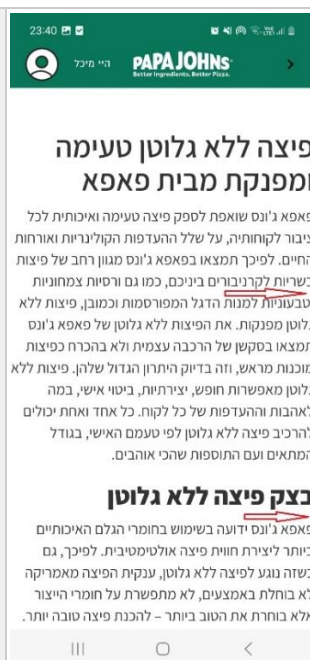 23:40
היי מיכל
PAPA JOHNS
Better Ingredients. Better Pizza.
פיצה ללא גלוטן טעימה
ומפנקת מבית פאפא
פאפא ג'ונס שואפת לספק פיצה טעימה ואיכותית לכל
ציבור לקוחותיה, על שלל ההעדפות הקולינריות ואורחות
החיים. לפיכך תמצאו בפאפא ג'ונס מגוון רחב של פיצות
בשריות לקרניבורים ביניכם, כמו גם ורסיות צמחוניות
וטבעוניות למנות הדגל המפורסמות וכמובן, פיצות ללא
גלוטן מפנקות. את הפיצות ללא גלוטן של פאפא ג'ונס
תמצאו בסקשן של הרכבה עצמית ולא בהכרח כפיצות
מוכנות מראש, וזה בדיוק היתרון הגדול שלהן. פיצות ללא
גלוטן מאפשרות חופש, יצירתיות, ביטוי אישי, במה
לאהבות וההעדפות של כל לקוח. כל אחד ואחת יכולים
להרכיב פיצה ללא גלוטן לפי טעמם האישי, בגודל
המתאים ועם התוספות שהכי אוהבים.
בצק פיצה ללא גלוטן
פאפא ג'ונס ידועה בשימוש בחומרי הגלם האיכותיים
ביותר ליצירת חווית פיצה אולטימטיבית. לפיכך, גם
כשזה נוגע לפיצה ללא גלוטן, ענקית הפיצה מאמריקה
לא בוחלת באמצעים, לא מתפשרת על חומרי הייצור
אלא בוחרת את הטוב ביותר – להכנת פיצה טובה יותר.